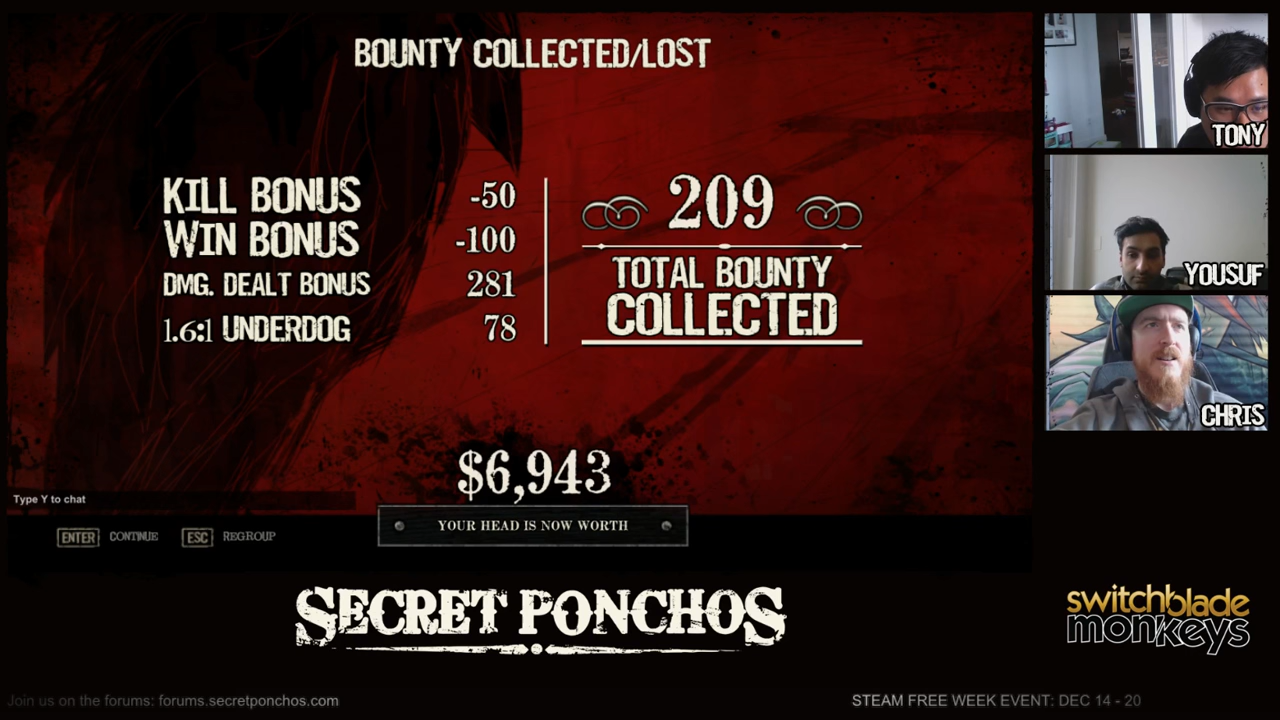 BOUNTY COLLECTED/LOST
KILL BONUS -50
WIN BONUS -100
DMG. DEALT BONUS 281
1.6:1 UNDERDOG 78
209
TOTAL BOUNTY
COLLECTED
$6,943
YOUR HEAD IS NOW WORTH
Type Y to chat
ENTER CONTINUE ESC REGROUP
TONY
YOUSUF
CHRIS
SECRET PONCHOS
switchblade
monkeys
Join us on the forums: forums.secretponchos.com
STEAM FREE WEEK EVENT: DEC 14 - 20